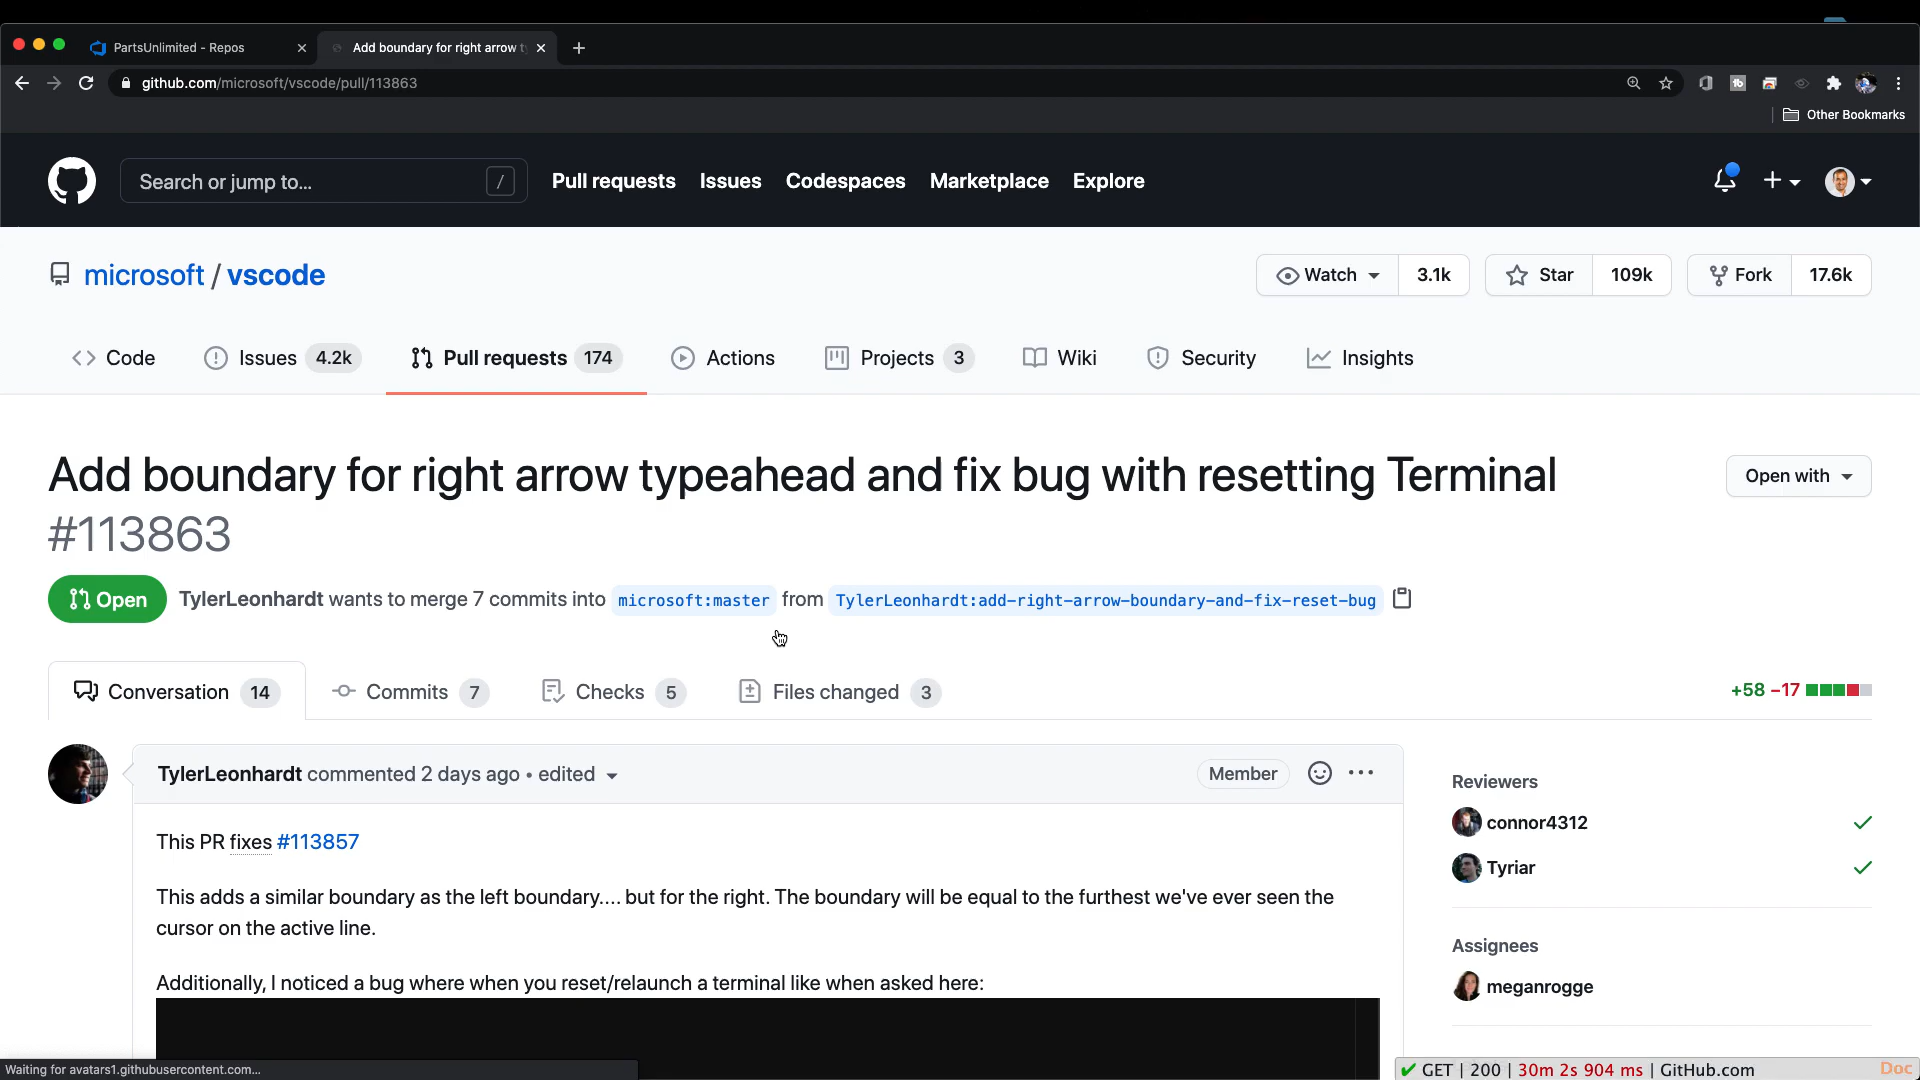 PartsUnlimited - Repos
Add boundary for right arrow t
github.com/microsoft/vscode/pull/113863
Other Bookmarks
Search or jump to... /
Pull requests Issues Codespaces Marketplace Explore
microsoft / vscode
Watch 3.1k Star 109k Fork 17.6k
Code Issues 4.2k Pull requests 174 Actions Projects 3 Wiki Security Insights
Add boundary for right arrow typeahead and fix bug with resetting Terminal
#113863
Open with
Open TylerLeonhardt wants to merge 7 commits into microsoft:master from TylerLeonhardt:add-right-arrow-boundary-and-fix-reset-bug
Conversation 14 Commits 7 Checks 5 Files changed 3
+58 −17
TylerLeonhardt commented 2 days ago • edited
Member
This PR fixes #113857
This adds a similar boundary as the left boundary.... but for the right. The boundary will be equal to the furthest we've ever seen the
cursor on the active line.
Additionally, I noticed a bug where when you reset/relaunch a terminal like when asked here:
Reviewers
connor4312
Tyriar
Assignees
meganrogge
Waiting for avatars1.githubusercontent.com...
GET | 200 | 30m 2s 904 ms | GitHub.com
Doc